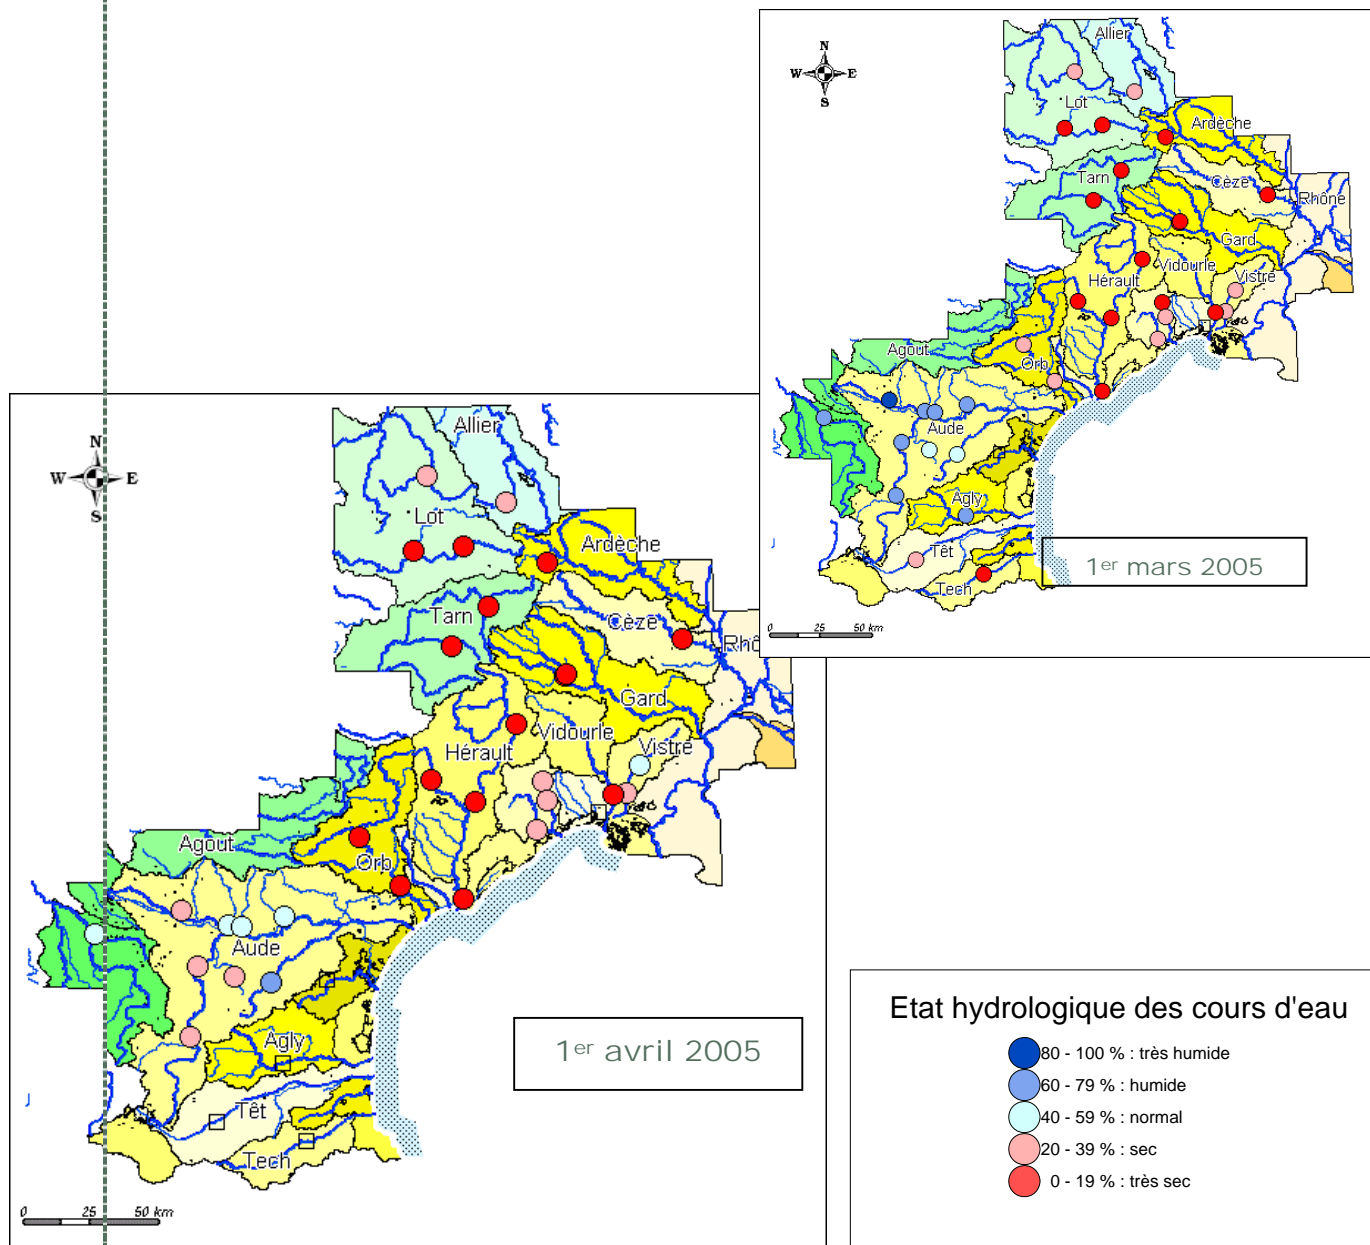 N
W E
S
Allier
Lot
Ardèche
Tarn
Cèze
Rhône
Gard
Vidourle
Vistre
Hérault
Agout
Orb
Aude
Agly
Têt
Tech
1er mars 2005
0 25 50 km
N
W E
S
Allier
Lot
Ardèche
Tarn
Cèze
Rhô
Gard
Vidourle
Vistre
Hérault
Agout
Orb
Aude
Agly
Têt
Tech
1er avril 2005
0 25 50 km
Etat hydrologique des cours d'eau
80 - 100 % : très humide
60 - 79 % : humide
40 - 59 % : normal
20 - 39 % : sec
0 - 19 % : très sec